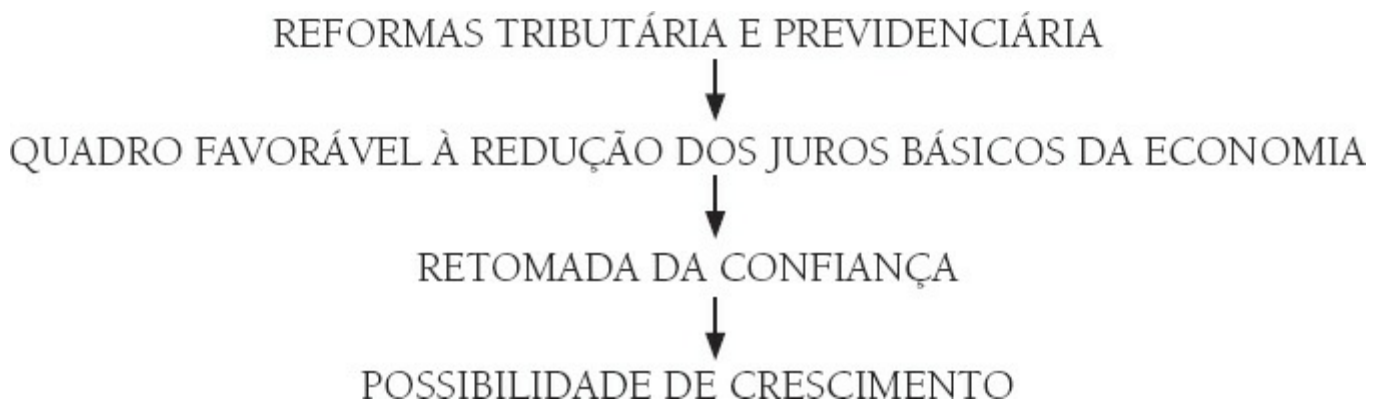 REFORMAS TRIBUTÁRIA E PREVIDENCIÁRIA
QUADRO FAVORÁVEL À REDUÇÃO DOS JUROS BÁSICOS DA ECONOMIA
RETOMADA DA CONFIANÇA
POSSIBILIDADE DE CRESCIMENTO